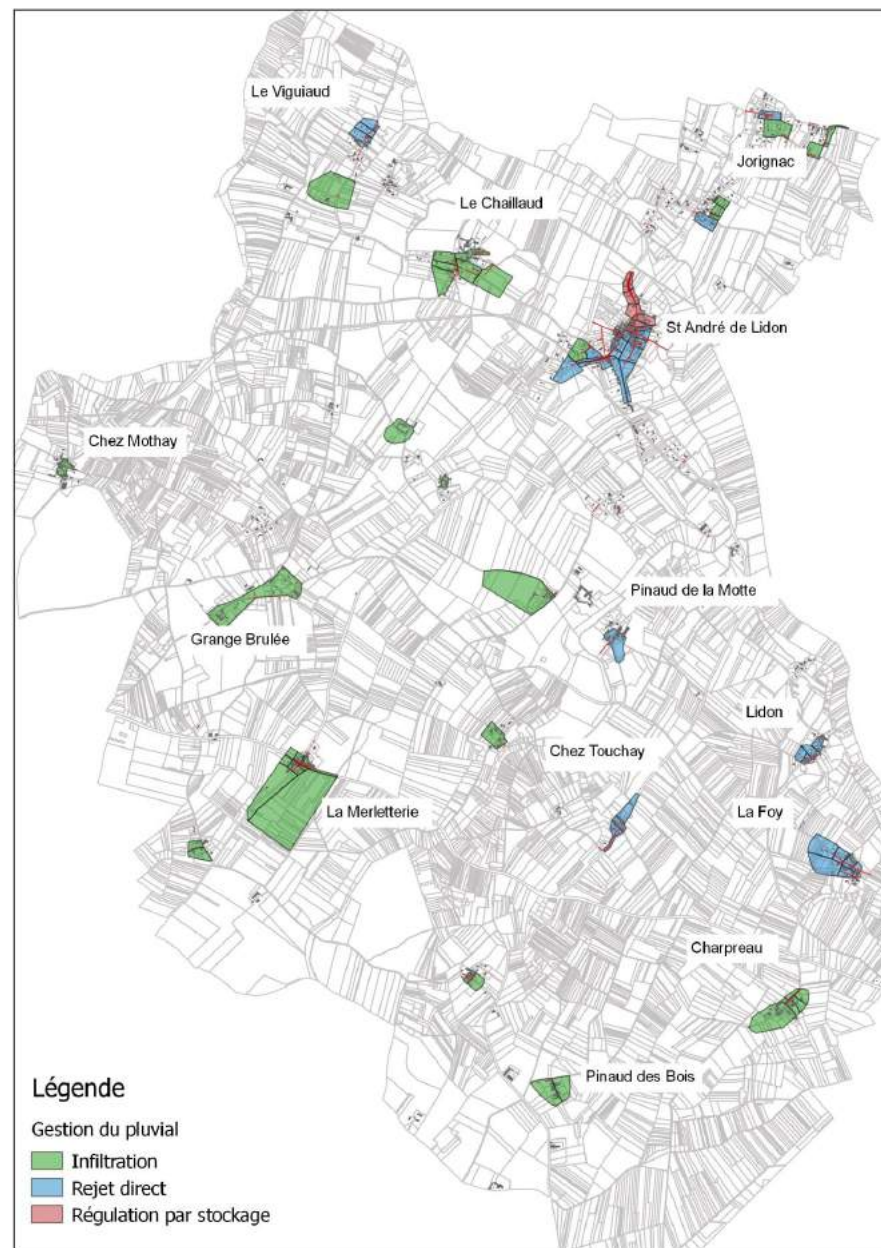 Le Viguiaud
Jorignac
Le Chaillaud
St André de Lidon
Chez Mothay
Pinaud de la Motte
Grange Brulée
Lidon
Chez Touchay
La Merletterie
La Foy
Charpreau
Pinaud des Bois
Légende
Gestion du pluvial
Infiltration
Rejet direct
Régulation par stockage